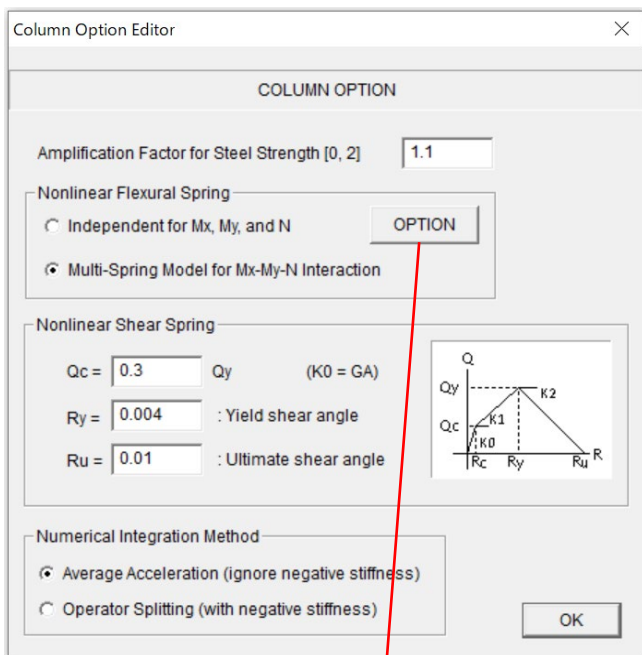 Column Option Editor
COLUMN OPTION
Amplification Factor for Steel Strength [0, 2] 1.1
Nonlinear Flexural Spring
Independent for Mx, My, and N OPTION
Multi-Spring Model for Mx-My-N Interaction
Nonlinear Shear Spring
Qc = 0.3 Qy (K0 = GA)
Ry = 0.004 : Yield shear angle
Ru = 0.01 : Ultimate shear angle
Q
Qy K2
Qc K1
K0
Rc Ry Ru R
Numerical Integration Method
Average Acceleration (ignore negative stiffness)
Operator Splitting (with negative stiffness)
OK